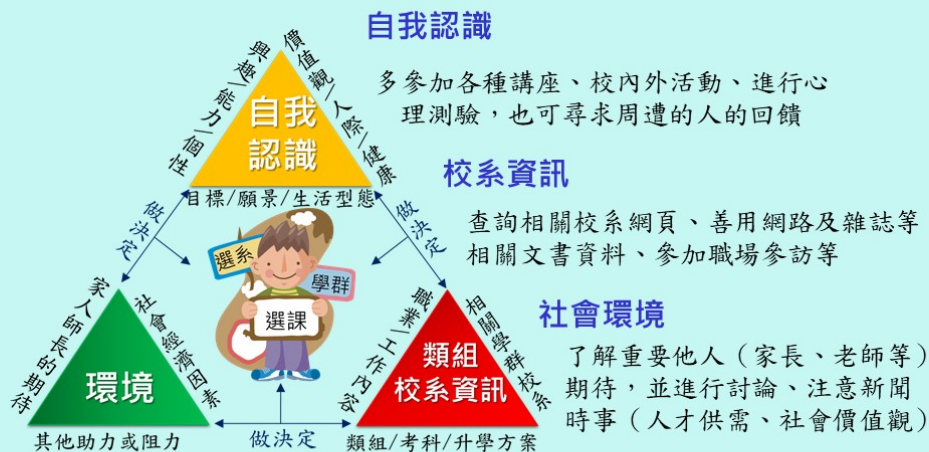 自我認識
多參加各種講座、校內外活動、進行心
理測驗，也可尋求周遭的人的回饋
興趣/能力/個性
價值觀/人際/健康
自我
認識
目標/願景/生活型態
校系資訊
查詢相關校系網頁、善用網路及雜誌等
相關文書資料、參加職場參訪等
做決定
做決定
選系
學群
選課
社會環境
了解重要他人（家長、老師等）
期待，並進行討論、注意新聞
時事（人才供需、社會價值觀）
家人師長的期待
社會經濟因素
環境
其他助力或阻力
做決定
職業/工作內容
相關學群校系
類組
校系資訊
類組/考科/升學方案